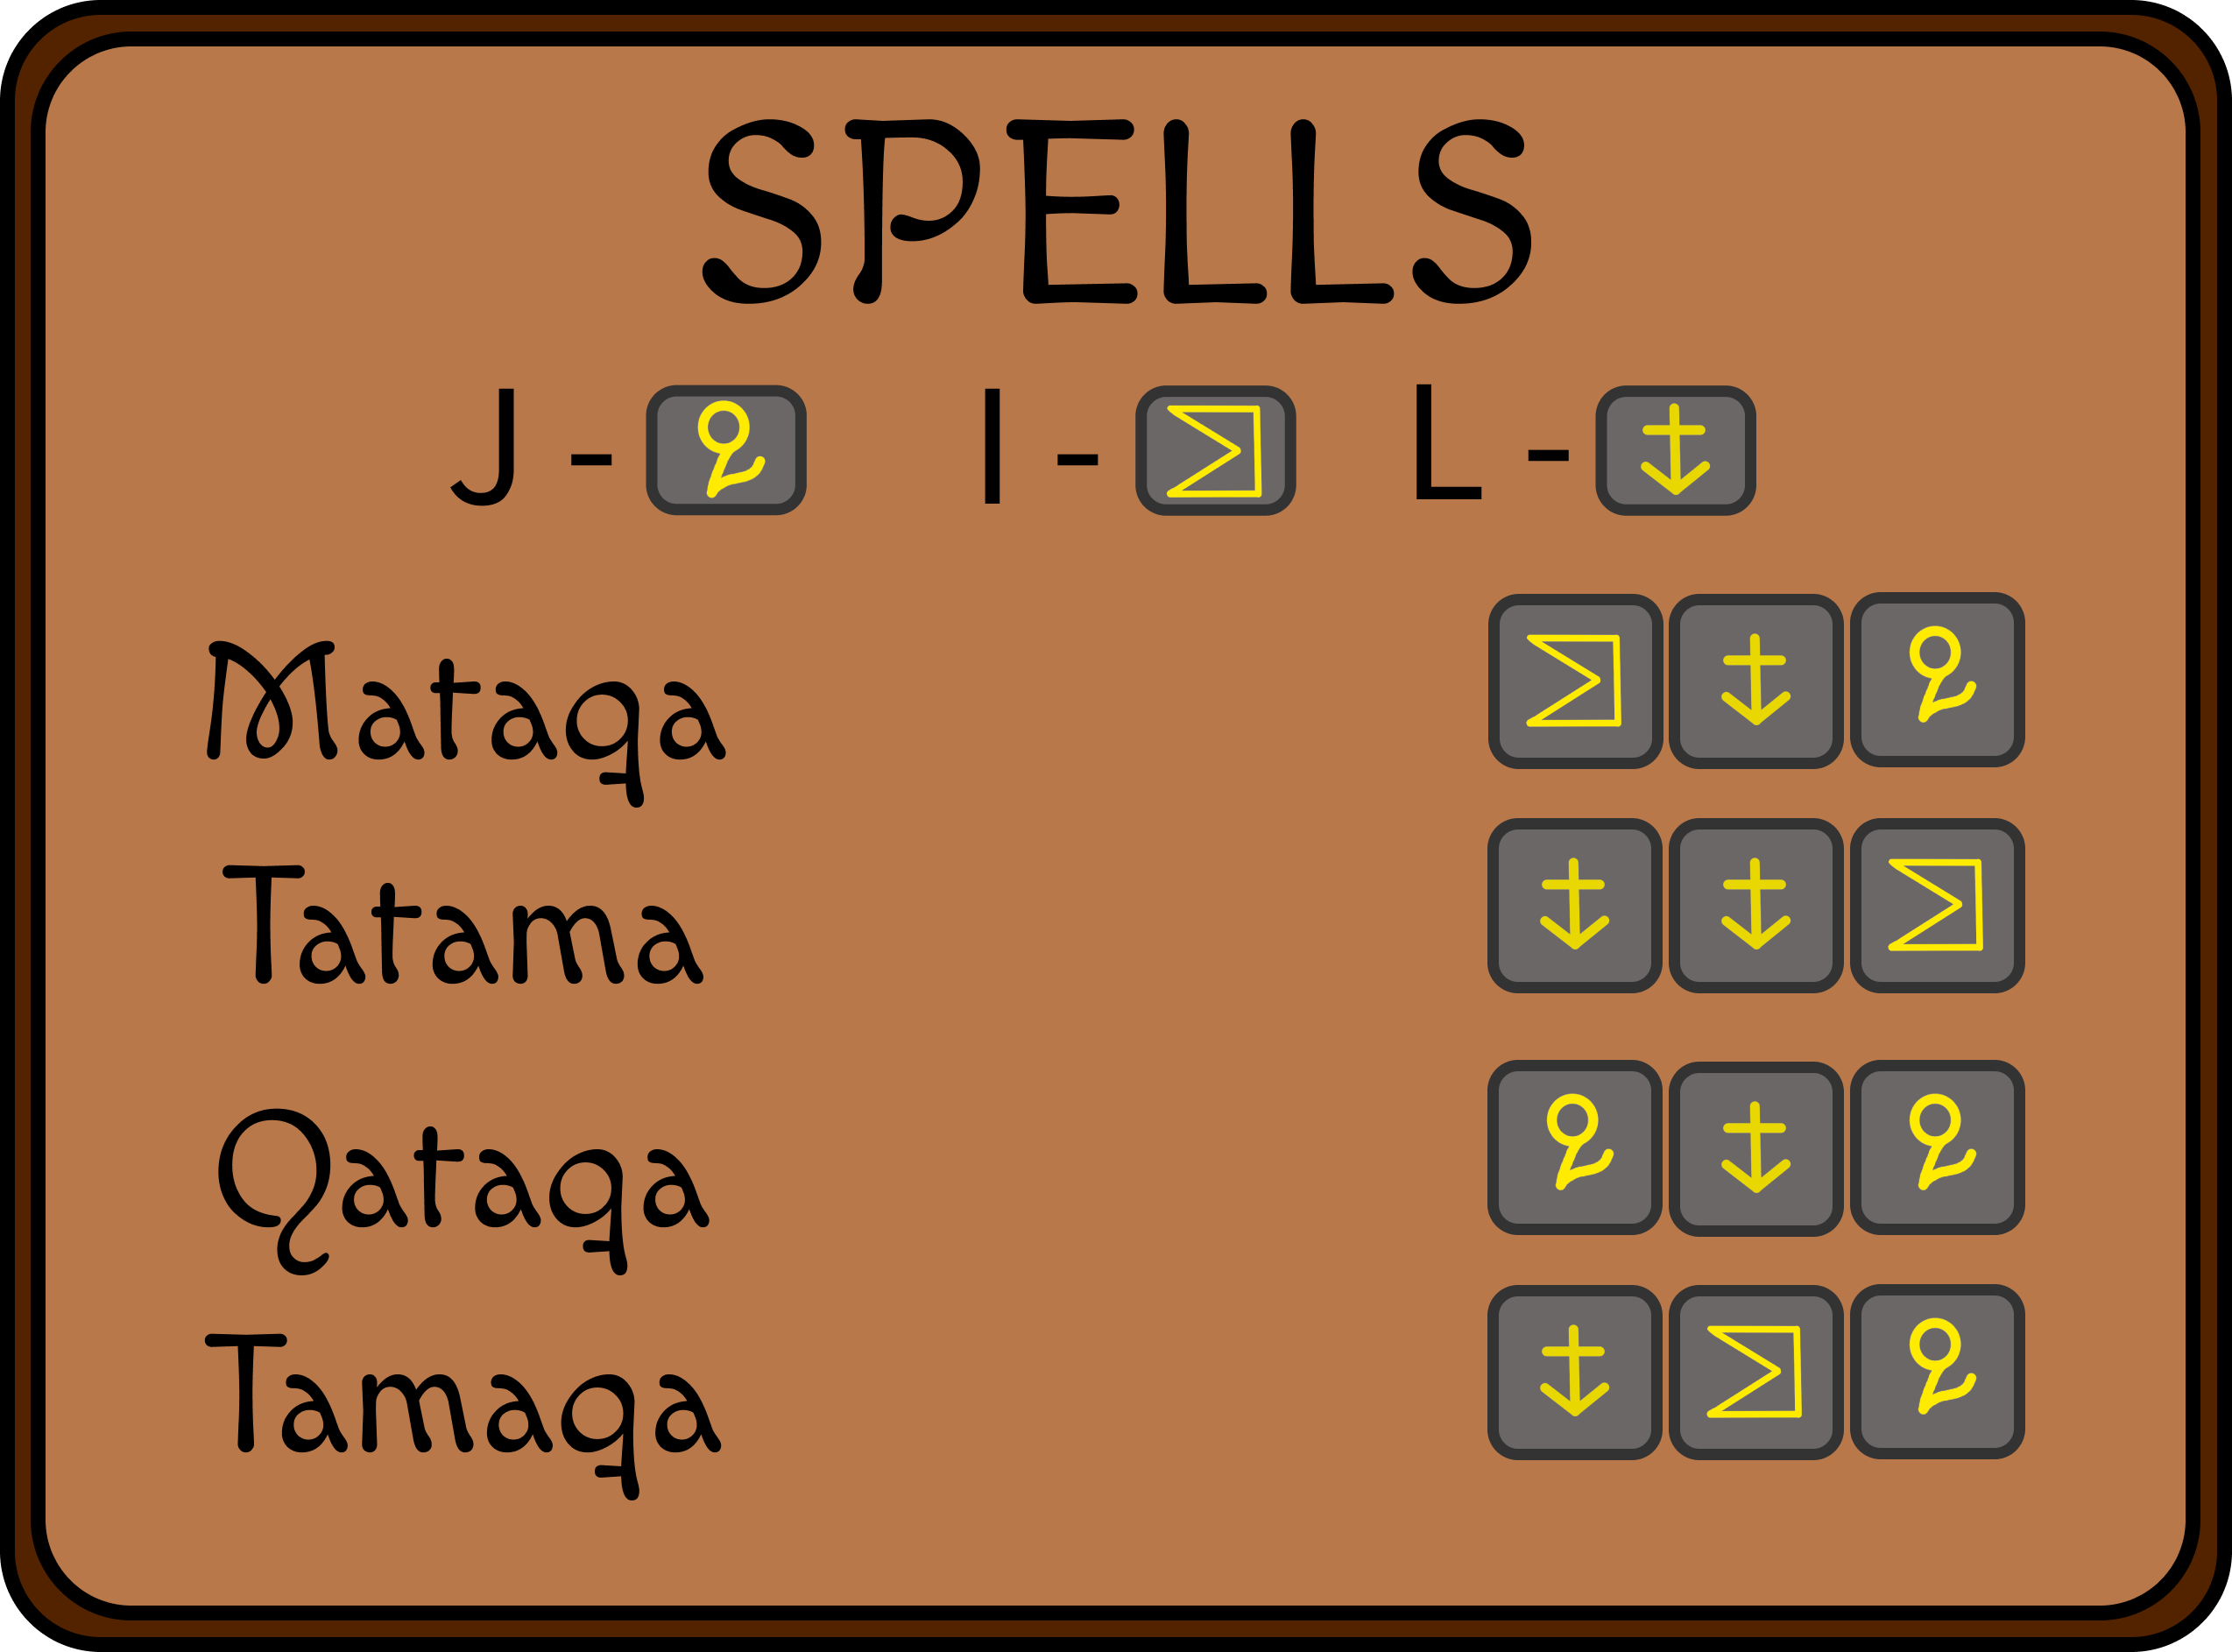 SPELLS
J - I - L -
Mataqa
Tatama
Qataqa
Tamaqa